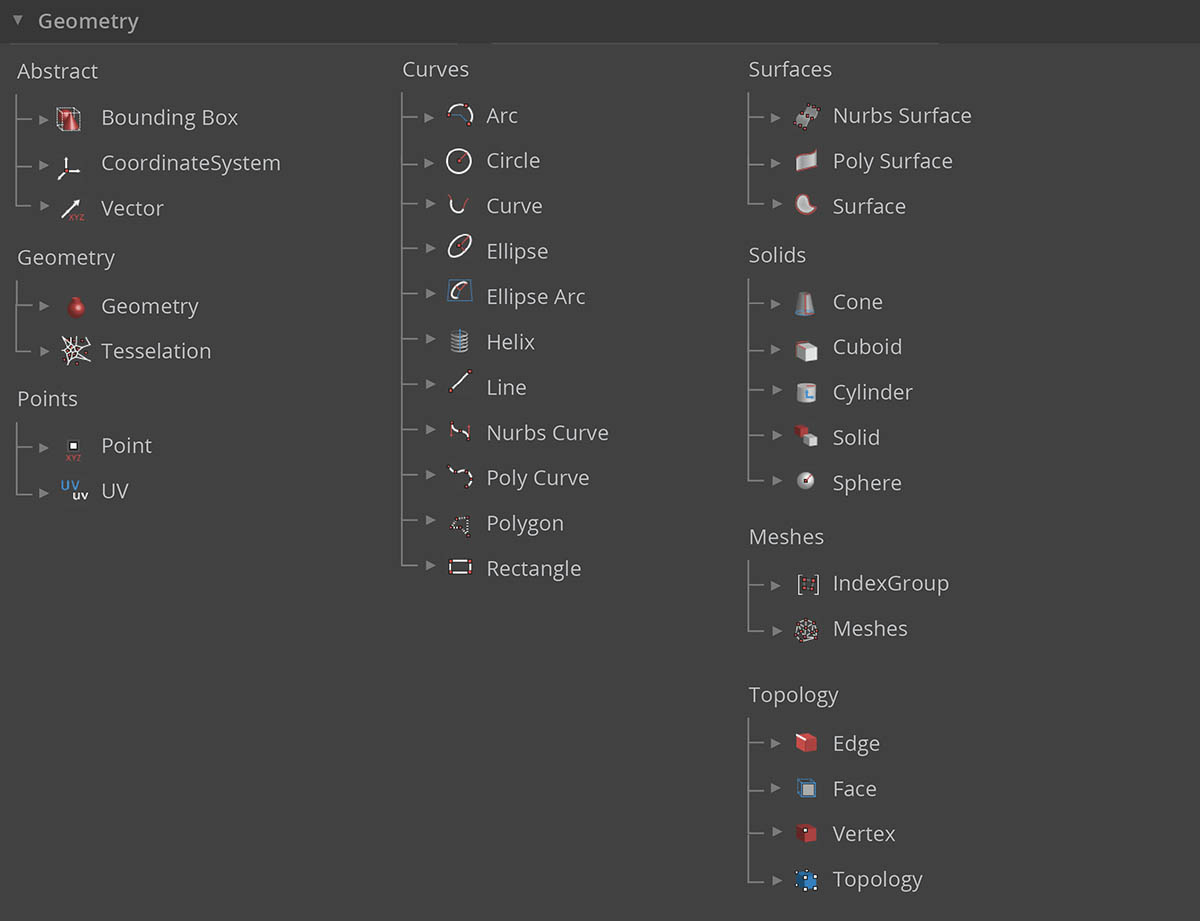 Geometry
Abstract
Bounding Box
CoordinateSystem
Vector
XYZ
Geometry
Geometry
Tesselation
Points
Point
XYZ
UV
uv
UV
Curves
Arc
Circle
Curve
Ellipse
Ellipse Arc
Helix
Line
Nurbs Curve
Poly Curve
Polygon
Rectangle
Surfaces
Nurbs Surface
Poly Surface
Surface
Solids
Cone
Cuboid
Cylinder
Solid
Sphere
Meshes
IndexGroup
Meshes
Topology
Edge
Face
Vertex
Topology